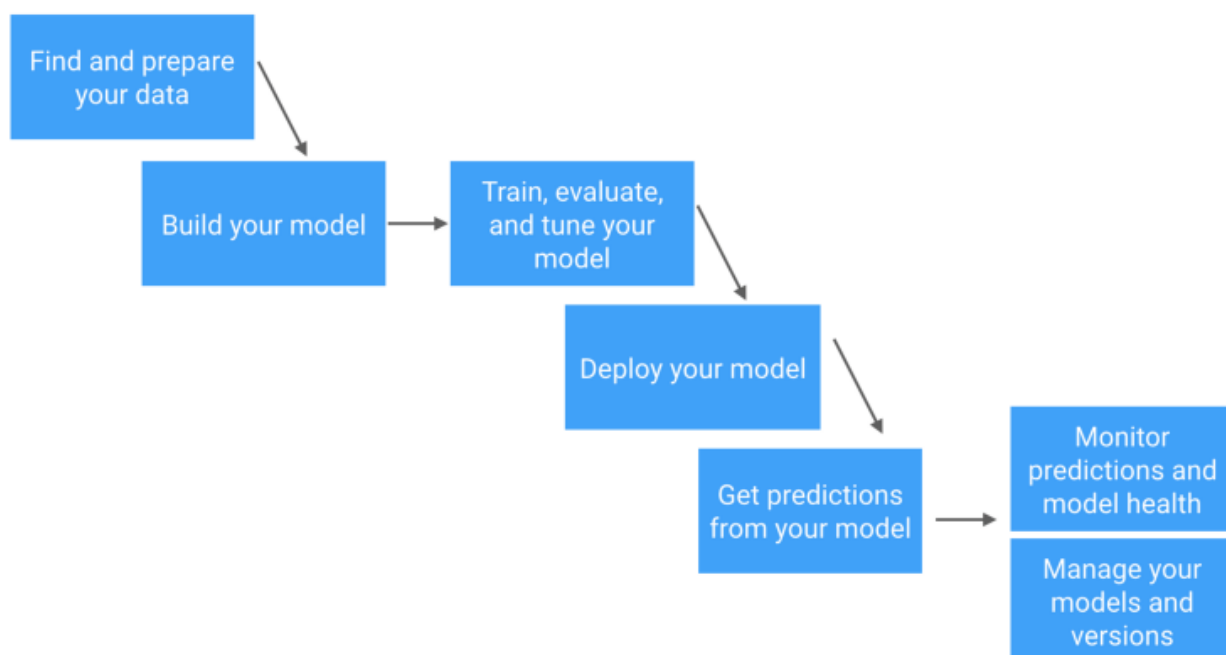 Find and prepare
your data
Build your model
Train, evaluate,
and tune your
model
Deploy your model
Get predictions
from your model
Monitor
predictions and
model health
Manage your
models and
versions